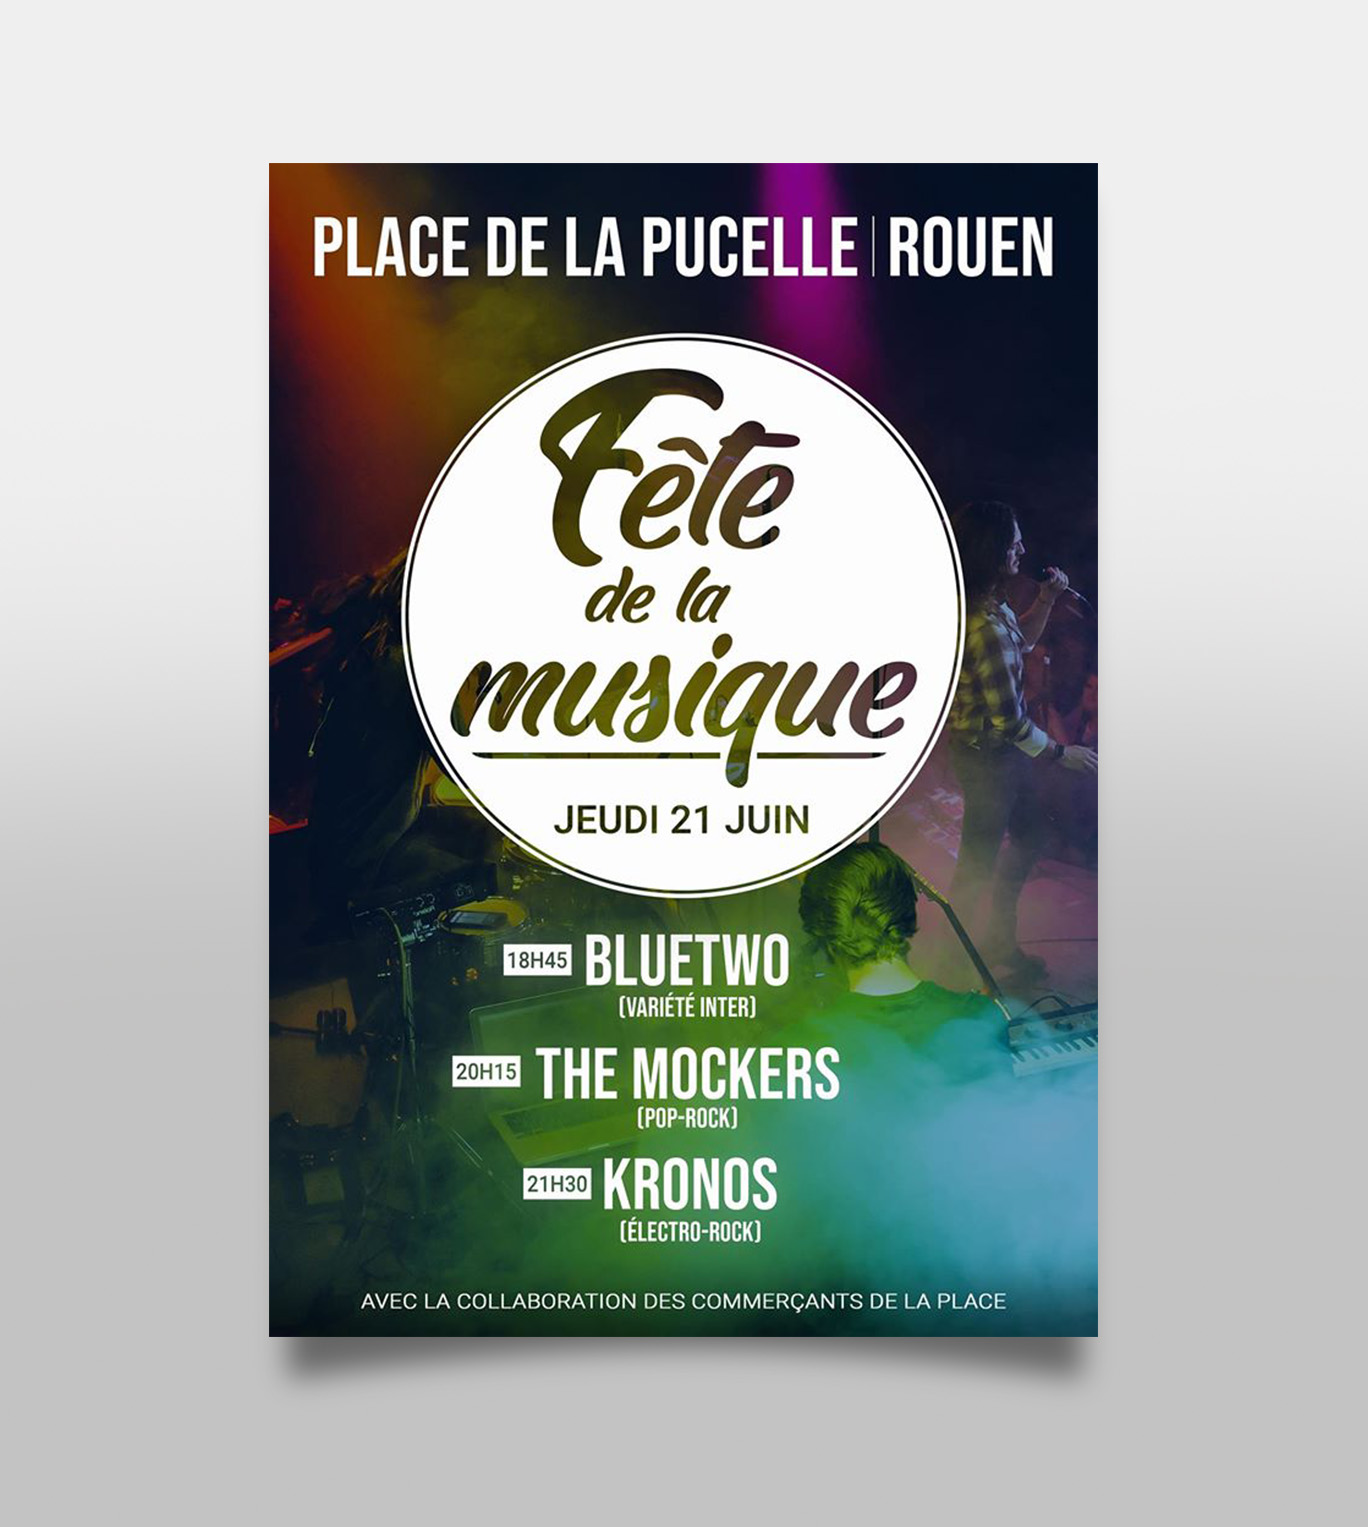 PLACE DE LA PUCELLE | ROUEN
Fête
de la
musique
JEUDI 21 JUIN
18H45 BLUETWO
(VARIÉTÉ INTER)
20H15 THE MOCKERS
(POP-ROCK)
21H30 KRONOS
(ÉLECTRO-ROCK)
AVEC LA COLLABORATION DES COMMERÇANTS DE LA PLACE